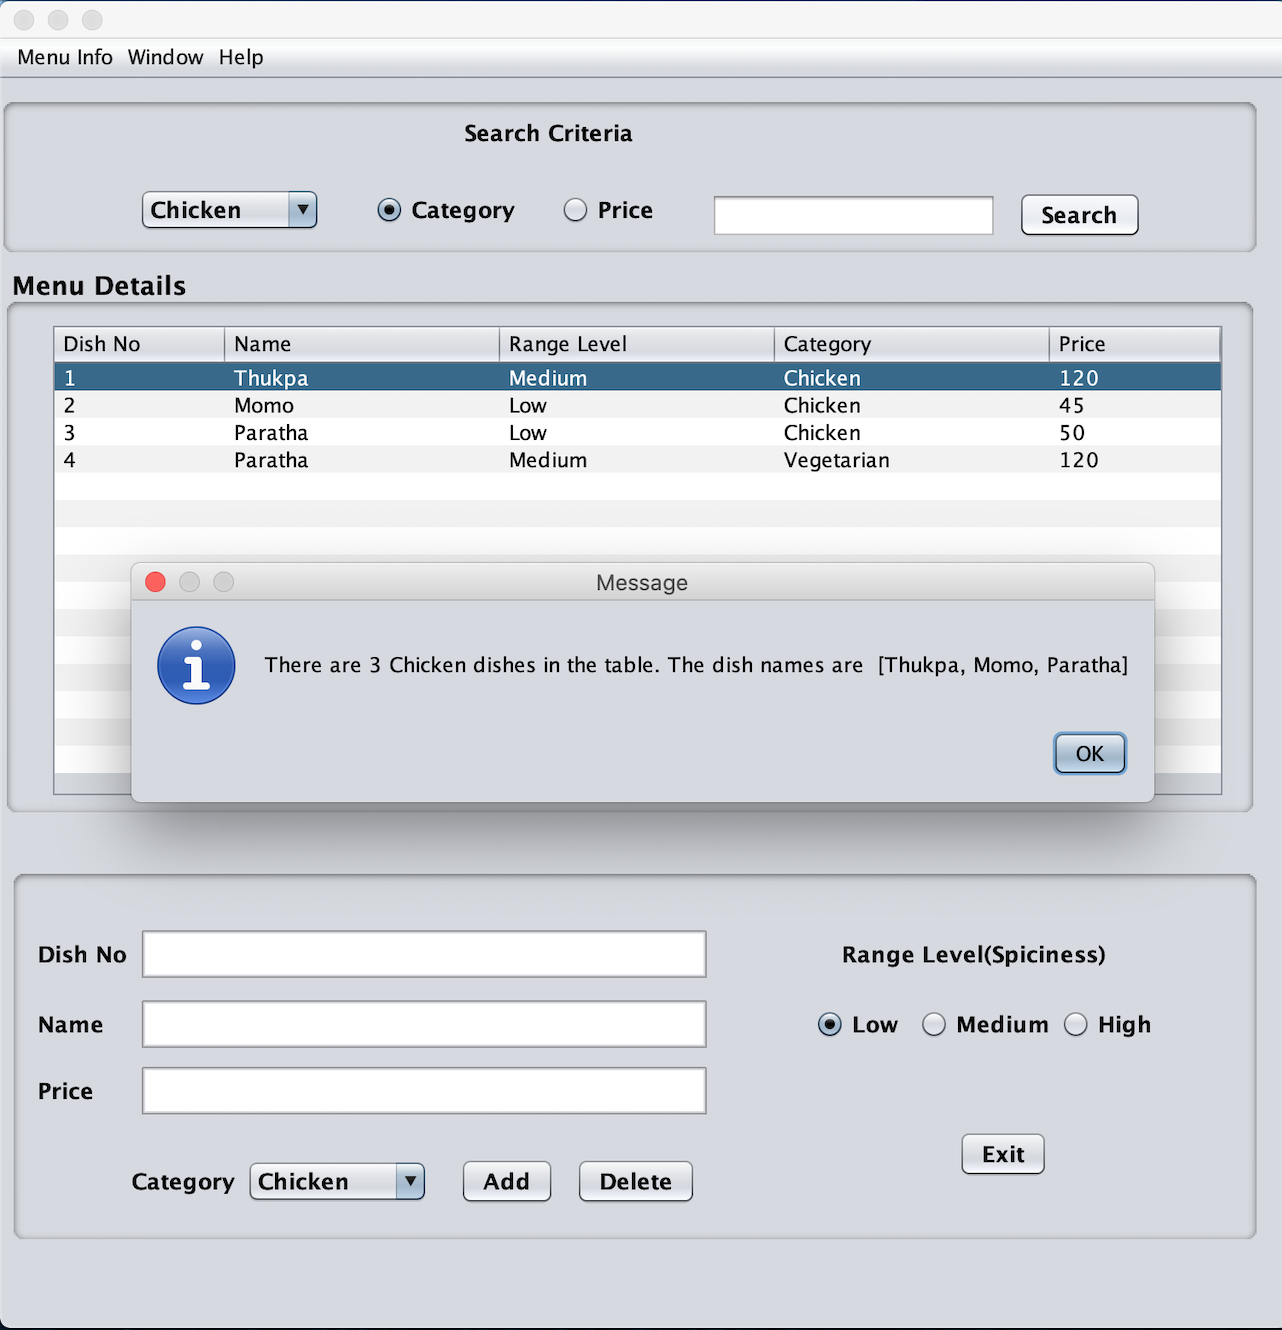 Menu Info Window Help
Search Criteria
Chicken Category Price Search
Menu Details
Dish No Name Range Level Category Price
1 Thukpa Medium Chicken 120
2 Momo Low Chicken 45
3 Paratha Low Chicken 50
4 Paratha Medium Vegetarian 120
Message
There are 3 Chicken dishes in the table. The dish names are [Thukpa, Momo, Paratha]
OK
Dish No Range Level(Spiciness)
Name Low Medium High
Price
Exit
Category Chicken Add Delete